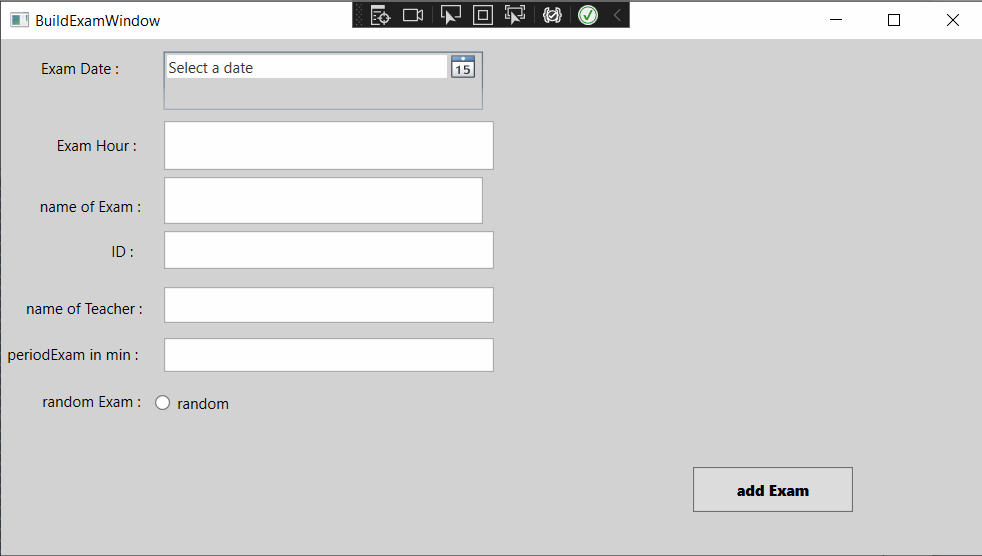 BuildExamWindow
Exam Date :
Select a date
15
Exam Hour :
name of Exam :
ID :
name of Teacher :
periodExam in min :
random Exam :
random
add Exam